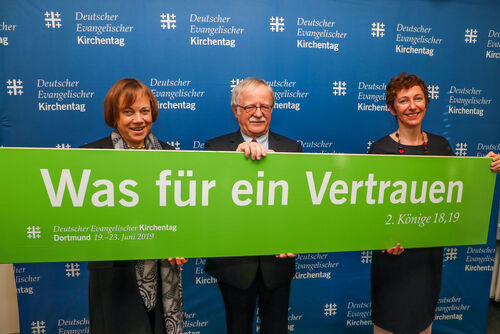 Deutscher
Evangelischer
Kirchentag
Deutscher
Evangelischer
Kirchentag
Deutscher
Evangelischer
Kirchentag
Deutscher
Evangelischer
Kirchentag
Deutscher
Evangelischer
Kirchentag
Deutscher
Evangelischer
Kirchentag
Was für ein Vertrauen
2. Könige 18,19
Deutscher Evangelischer Kirchentag
Dortmund 19.–23. Juni 2019